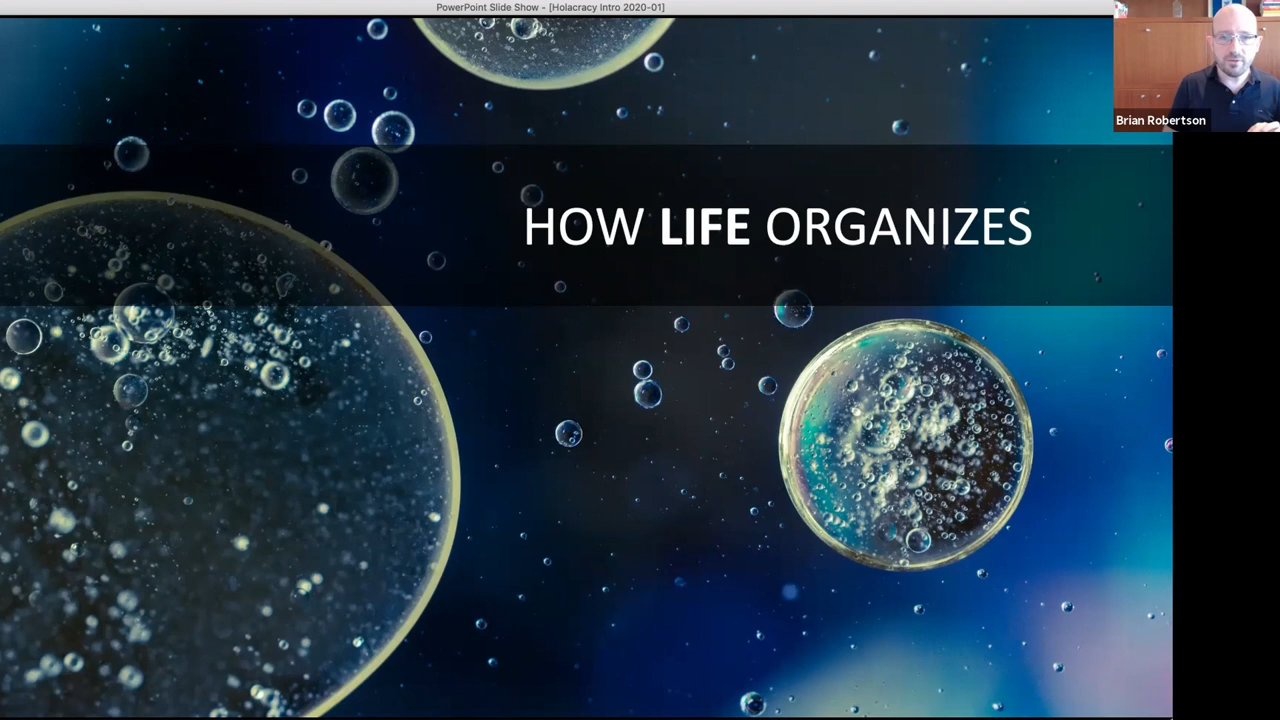 PowerPoint Slide Show - [Holacracy Intro 2020-01]
HOW LIFE ORGANIZES
Brian Robertson